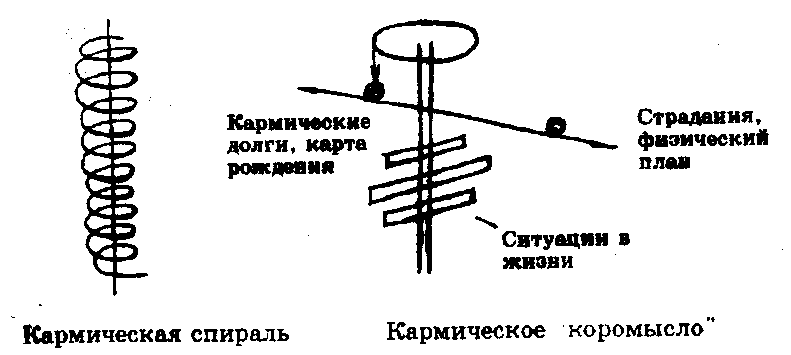 Кармические
долги, карта
рождения
Страдания,
физический
план
Ситуации в
жизни
Кармическая спираль
Кармическое "коромысло"